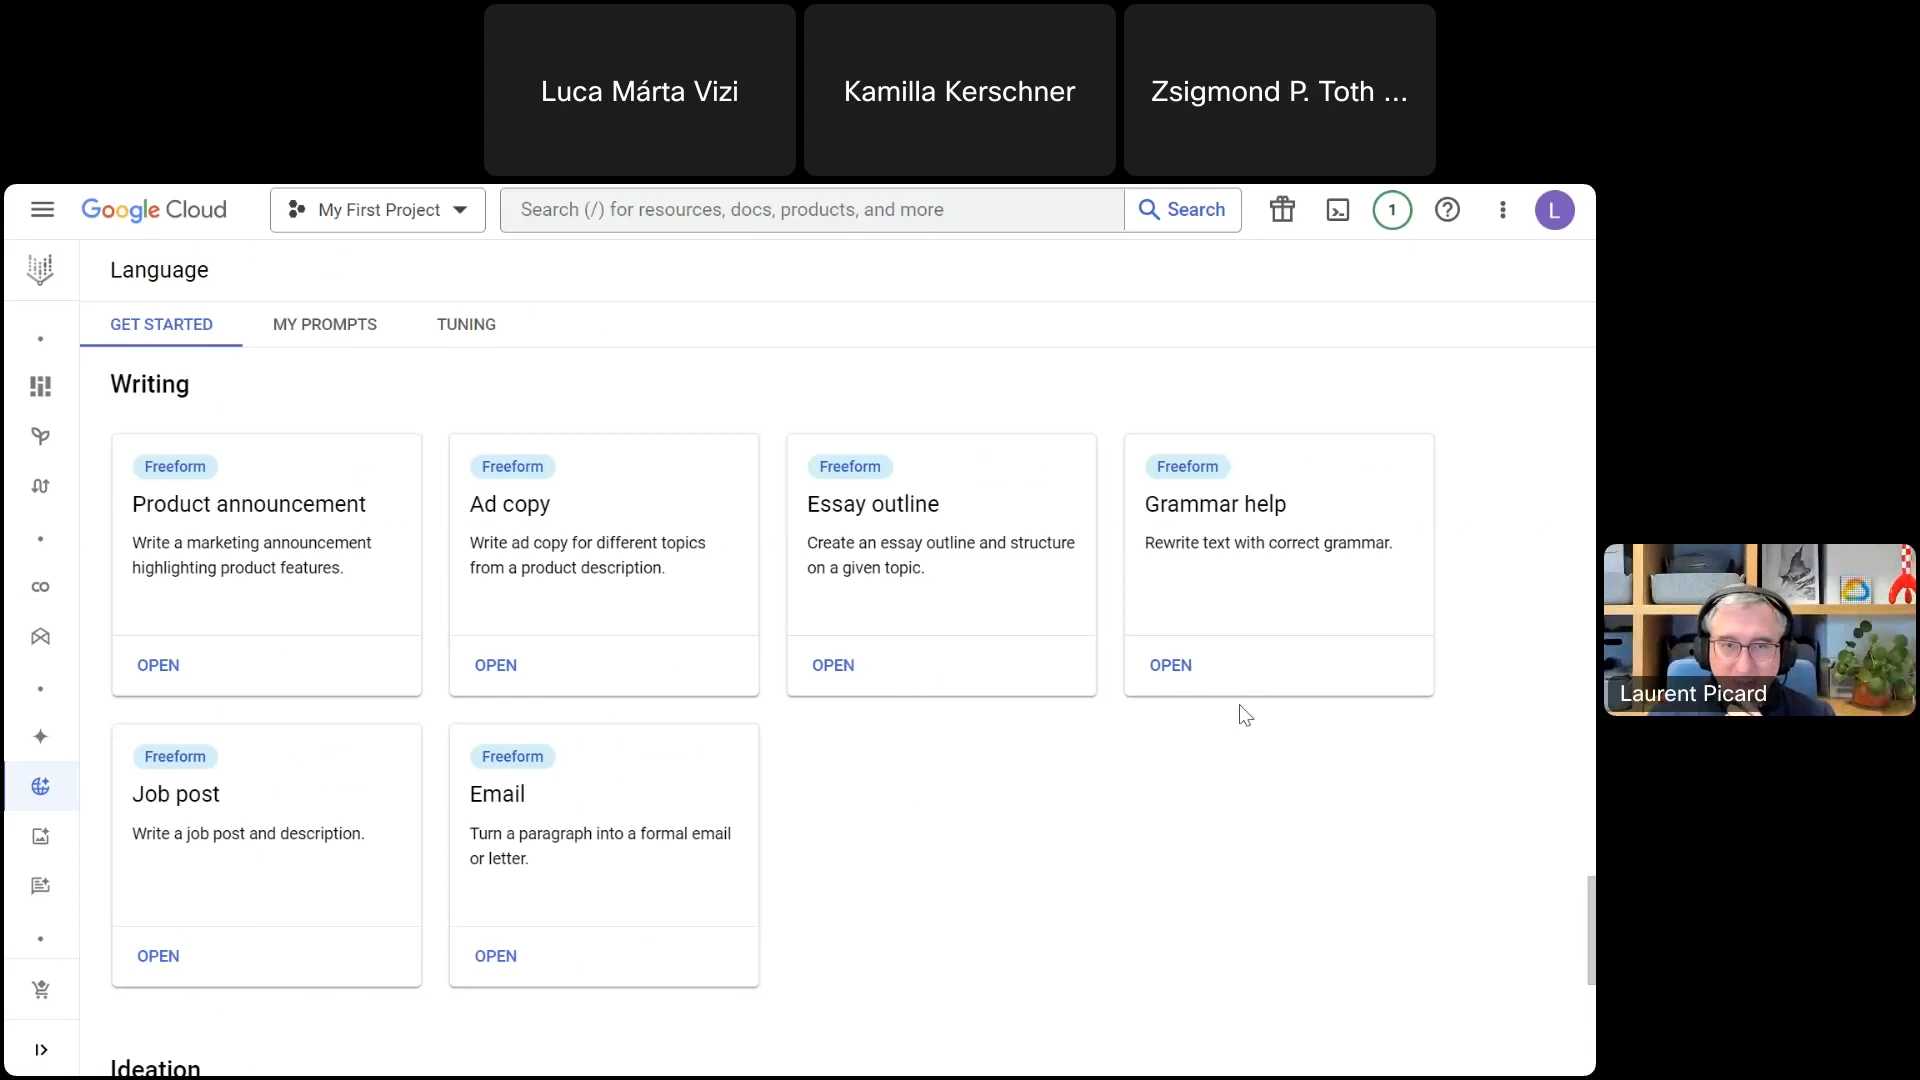 Luca Márta Vizi
Kamilla Kerschner
Zsigmond P. Toth ...
Google Cloud
My First Project
Search (/) for resources, docs, products, and more
Search
1
L
Language
GET STARTED
MY PROMPTS
TUNING
Writing
Freeform
Product announcement
Write a marketing announcement
highlighting product features.
OPEN
Freeform
Ad copy
Write ad copy for different topics
from a product description.
OPEN
Freeform
Essay outline
Create an essay outline and structure
on a given topic.
OPEN
Freeform
Grammar help
Rewrite text with correct grammar.
OPEN
Freeform
Job post
Write a job post and description.
OPEN
Freeform
Email
Turn a paragraph into a formal email
or letter.
OPEN
Ideation
Laurent Picard